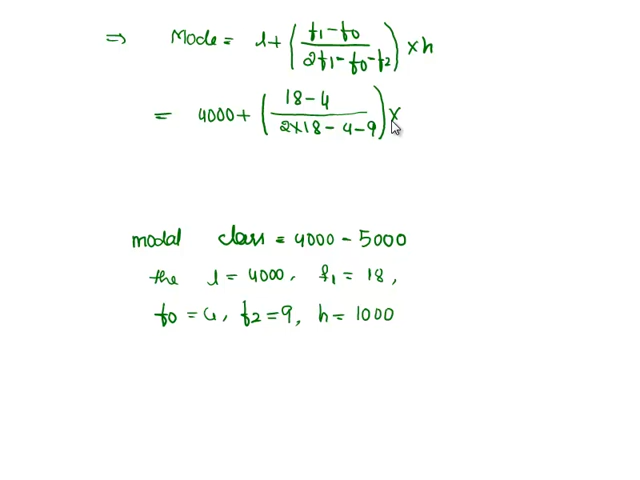 ⇒ Mode = l + (f1 - f0 / 2f1 - f0 - f2) × h
= 4000 + (18 - 4 / 2×18 - 4 - 9) ×
modal class = 4000 - 5000
the l = 4000, f1 = 18,
f0 = 4, f2 = 9, h = 1000